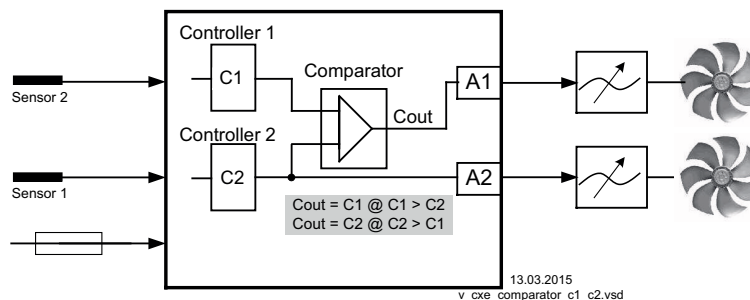 Controller 1
C1
Comparator
Cout
A1
Sensor 2
Controller 2
C2
A2
Sensor 1
Cout = C1 @ C1 > C2
Cout = C2 @ C2 > C1
13.03.2015
v_cxe_comparator_c1_c2.vsd